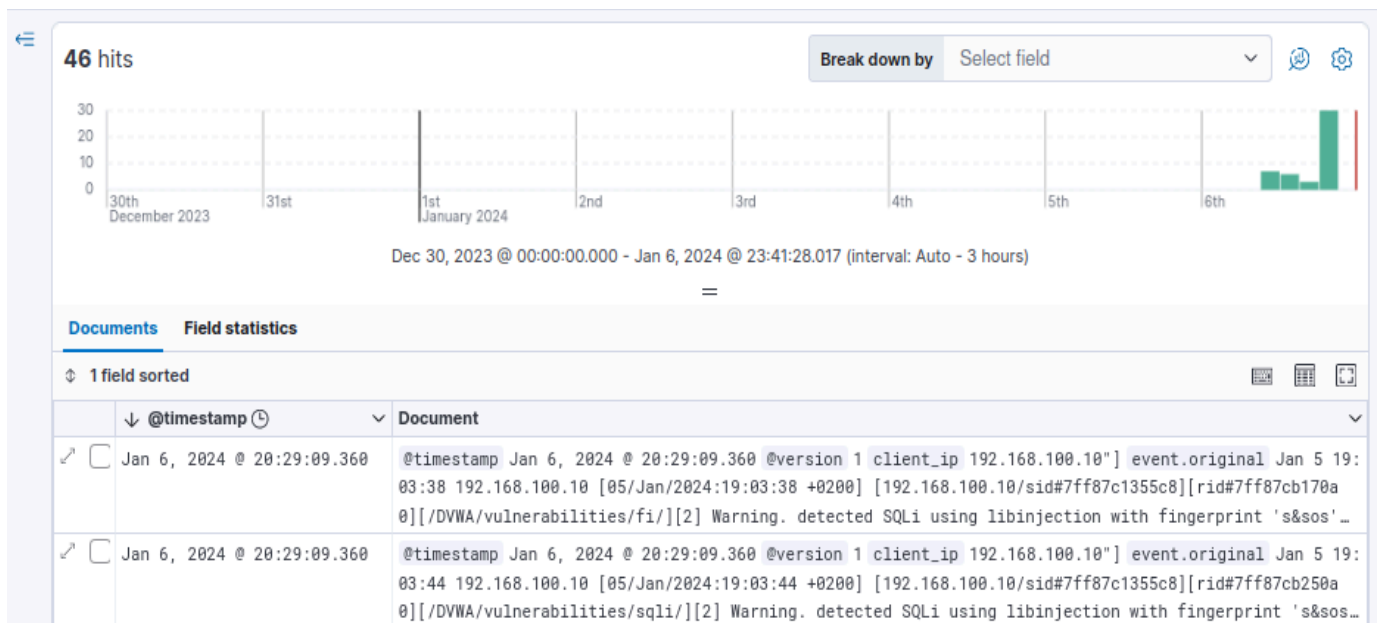 46 hits
Break down by Select field
30
20
10
0
30th
December 2023
31st
1st
January 2024
2nd
3rd
4th
5th
6th
Dec 30, 2023 @ 00:00:00.000 - Jan 6, 2024 @ 23:41:28.017 (interval: Auto - 3 hours)
Documents Field statistics
1 field sorted
@timestamp Document
Jan 6, 2024 @ 20:29:09.360 @timestamp Jan 6, 2024 @ 20:29:09.360 @version 1 client_ip 192.168.100.10"] event.original Jan 5 19:
03:38 192.168.100.10 [05/Jan/2024:19:03:38 +0200] [192.168.100.10/sid#7ff87c1355c8][rid#7ff87cb170a
0][/DVWA/vulnerabilities/fi/][2] Warning. detected SQLi using libinjection with fingerprint 's&sos'…
Jan 6, 2024 @ 20:29:09.360 @timestamp Jan 6, 2024 @ 20:29:09.360 @version 1 client_ip 192.168.100.10"] event.original Jan 5 19:
03:44 192.168.100.10 [05/Jan/2024:19:03:44 +0200] [192.168.100.10/sid#7ff87c1355c8][rid#7ff87cb250a
0][/DVWA/vulnerabilities/sqli/][2] Warning. detected SQLi using libinjection with fingerprint 's&sos…